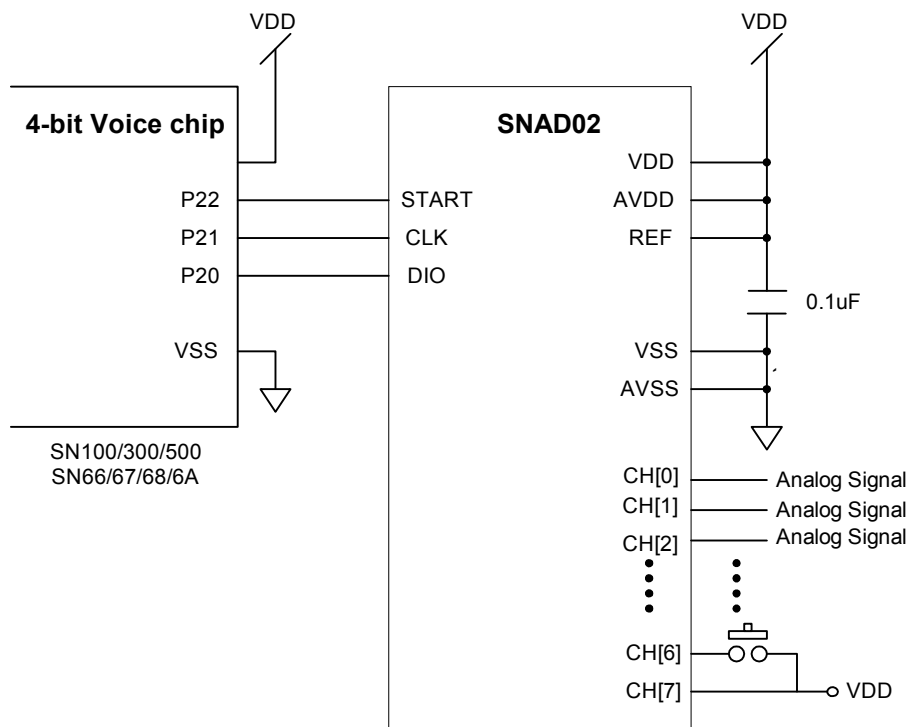 VDD
VDD
4-bit Voice chip
SNAD02
VDD
P22
START
AVDD
P21
CLK
REF
P20
DIO
0.1uF
VSS
VSS
AVSS
SN100/300/500
SN66/67/68/6A
CH[0]
Analog Signal
CH[1]
Analog Signal
CH[2]
Analog Signal
CH[6]
CH[7]
VDD